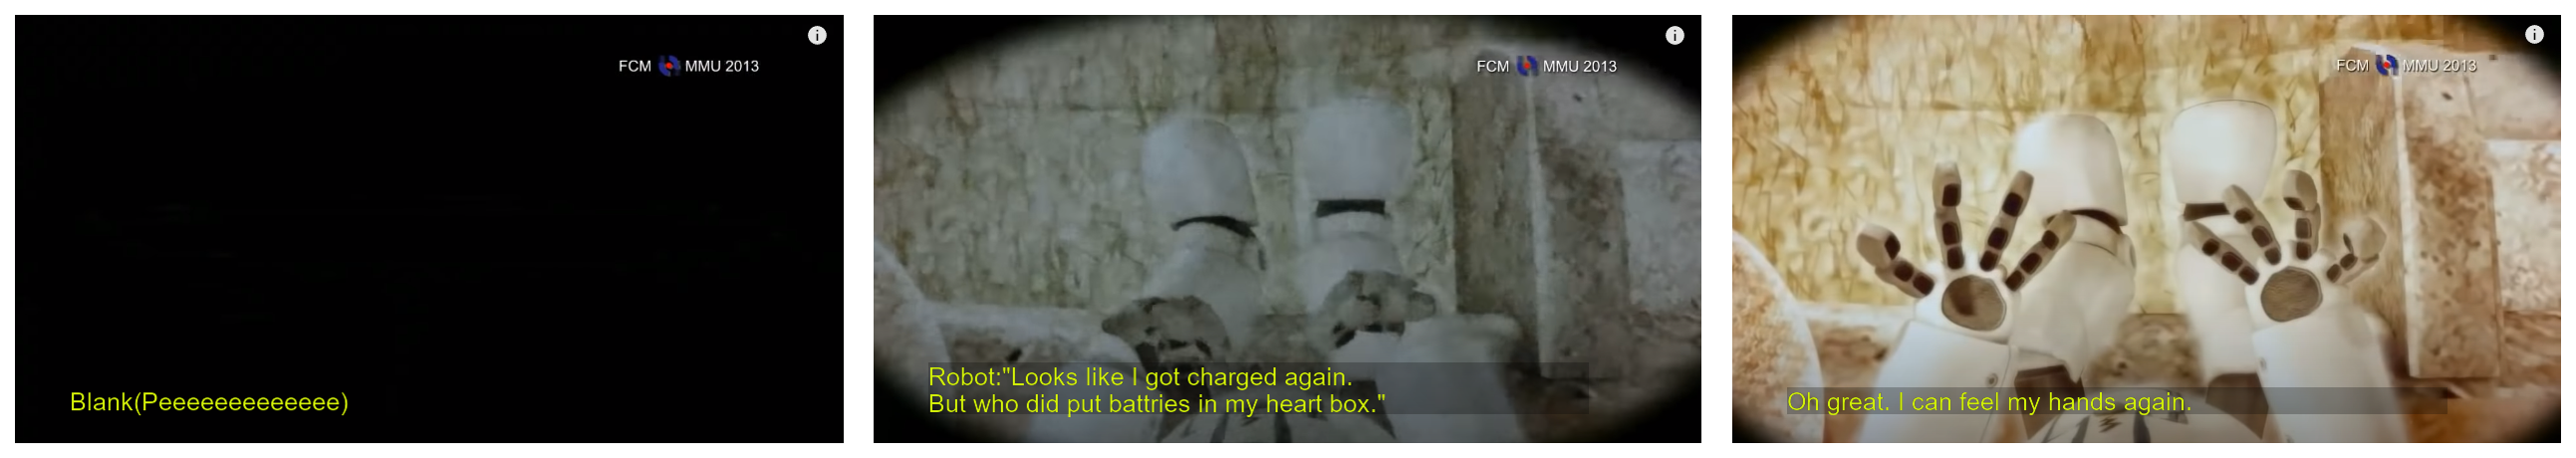 FCM MMU 2013
Blank(Peeeeeeeeeeeee)
FCM MMU 2013
Robot:"Looks like I got charged again.
But who did put battries in my heart box."
FCM MMU 2013
Oh great. I can feel my hands again.